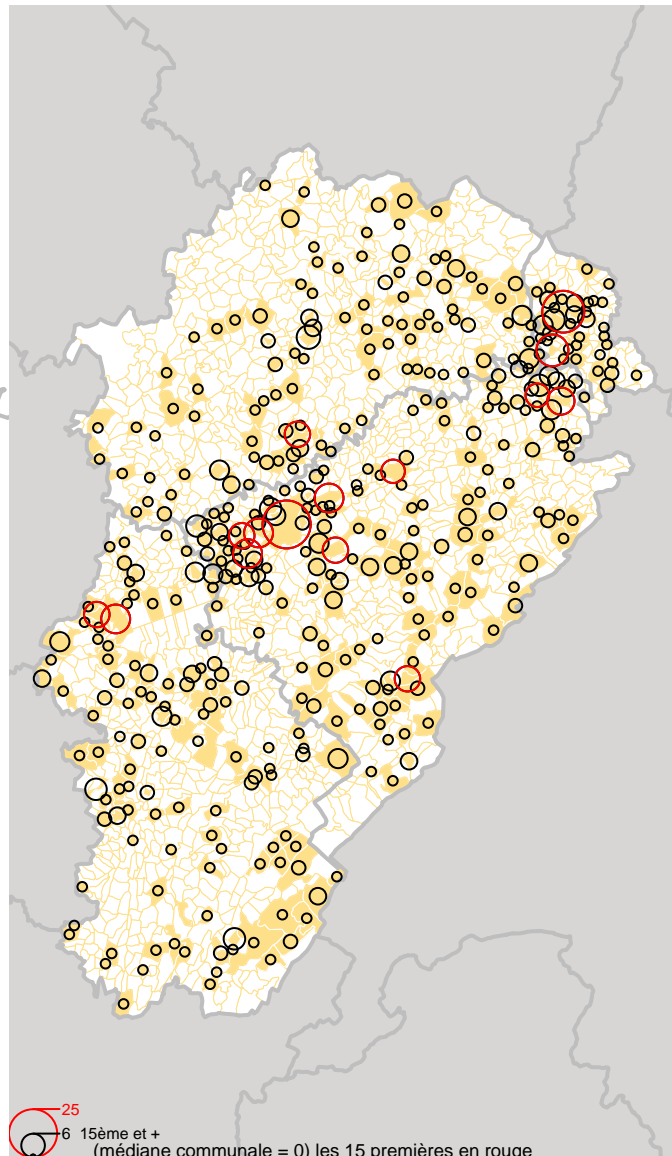 25
6 15ème et +
(médiane communale = 0) les 15 premières en rouge